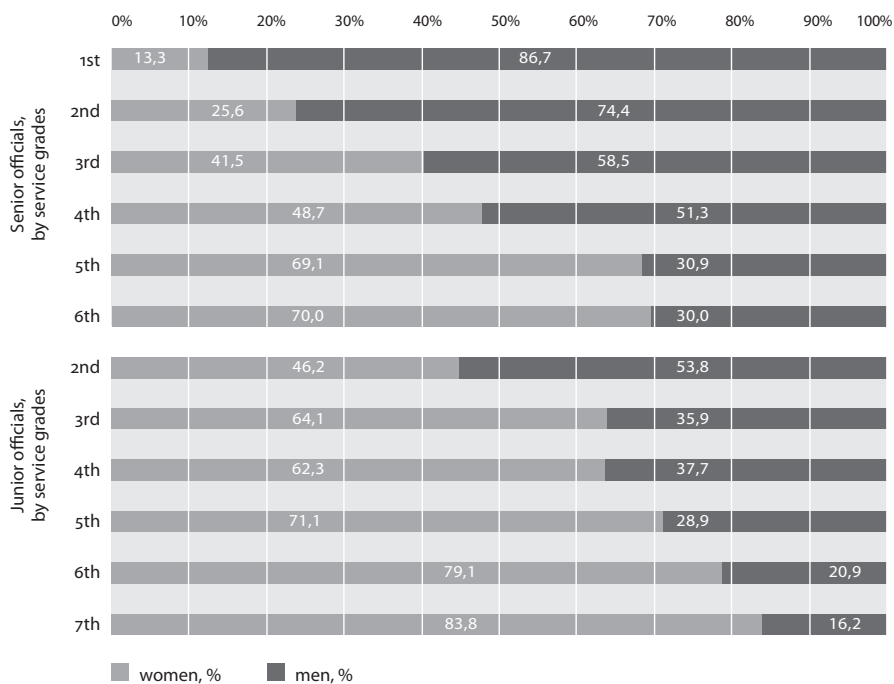 0% 10% 20% 30% 40% 50% 60% 70% 80% 90% 100%
Senior officials,
by service grades
1st 13,3 86,7
2nd 25,6 74,4
3rd 41,5 58,5
4th 48,7 51,3
5th 69,1 30,9
6th 70,0 30,0
Junior officials,
by service grades
2nd 46,2 53,8
3rd 64,1 35,9
4th 62,3 37,7
5th 71,1 28,9
6th 79,1 20,9
7th 83,8 16,2
women, % men, %